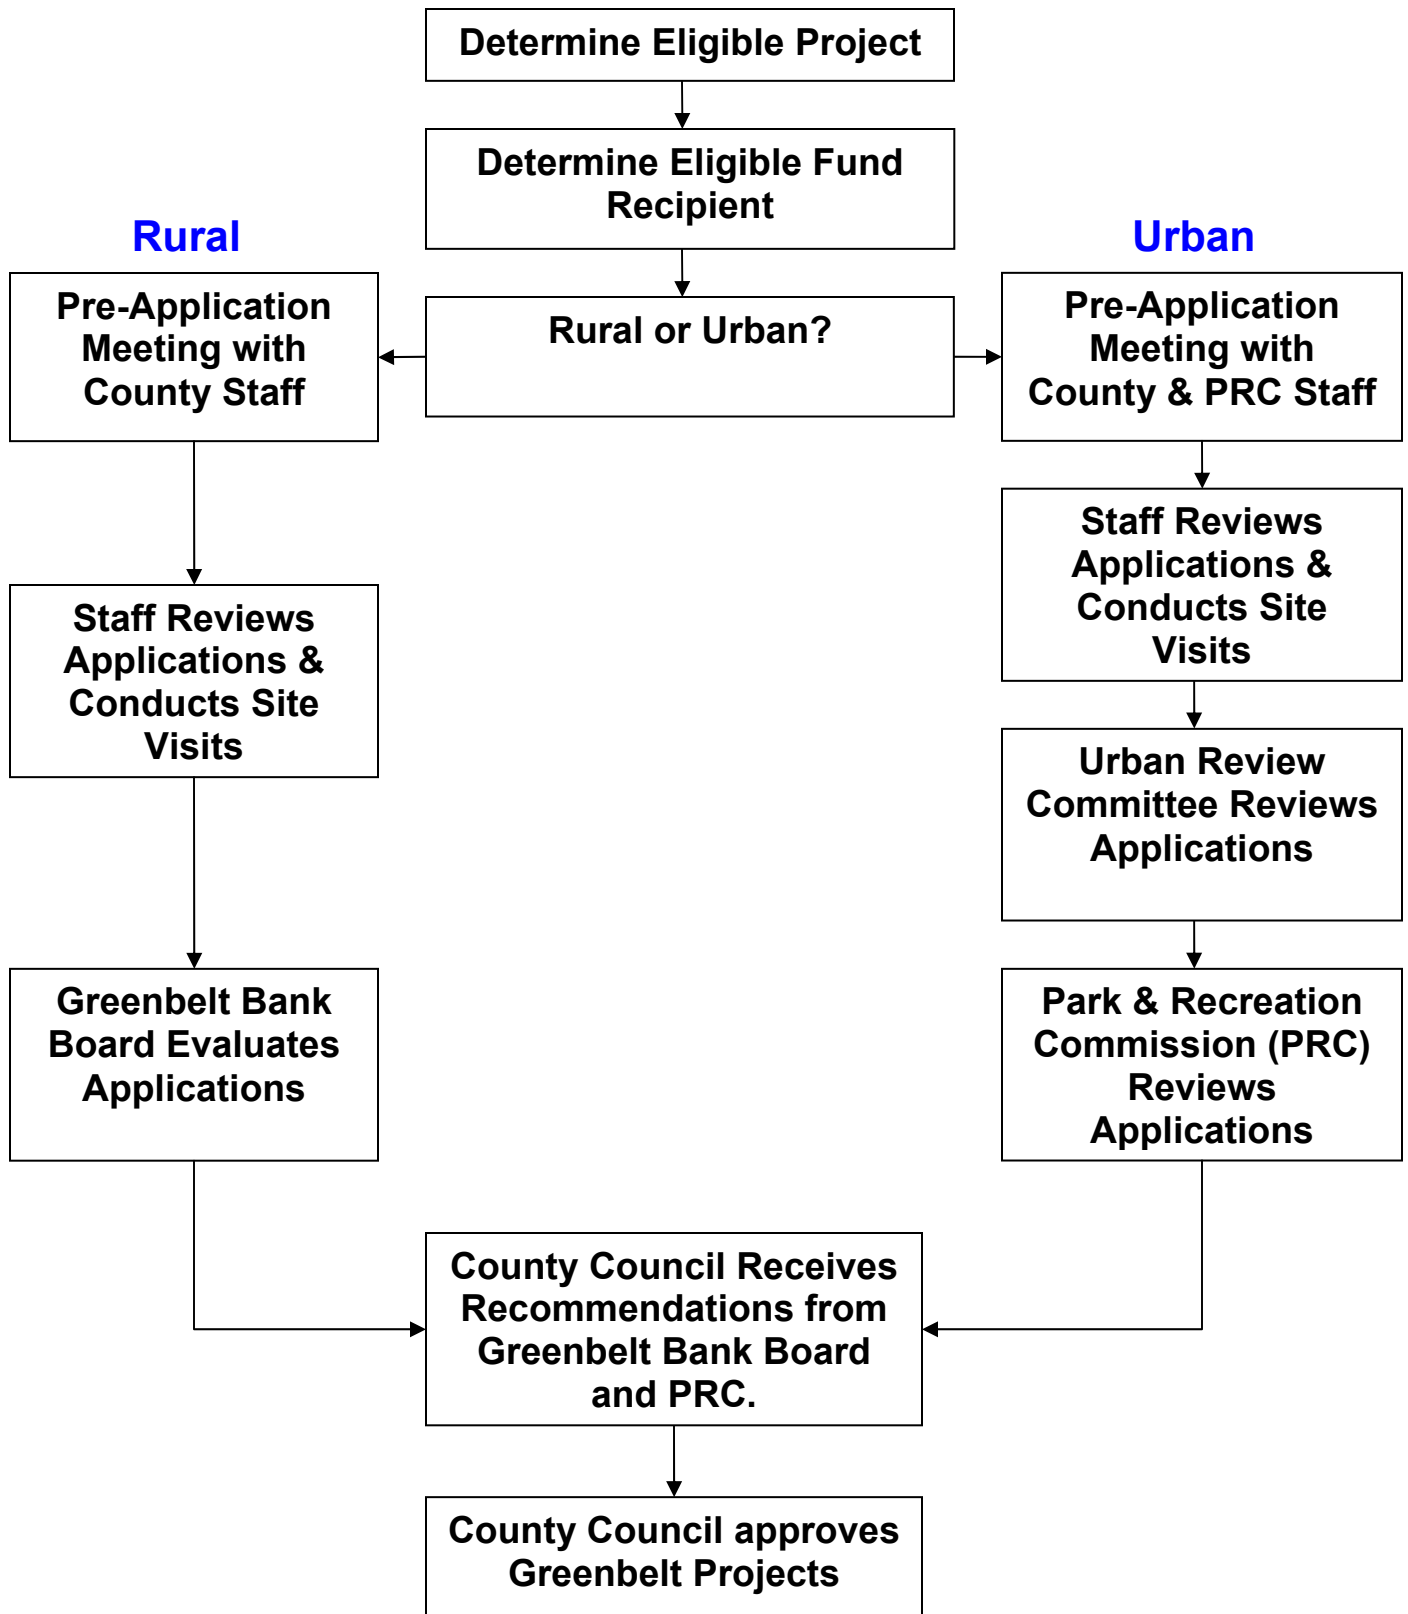 Determine Eligible Project
Determine Eligible Fund
Recipient
Rural or Urban?
Rural
Pre-Application
Meeting with
County Staff
Staff Reviews
Applications &
Conducts Site
Visits
Greenbelt Bank
Board Evaluates
Applications
Urban
Pre-Application
Meeting with
County & PRC Staff
Staff Reviews
Applications &
Conducts Site
Visits
Urban Review
Committee Reviews
Applications
Park & Recreation
Commission (PRC)
Reviews
Applications
County Council Receives
Recommendations from
Greenbelt Bank Board
and PRC.
County Council approves
Greenbelt Projects